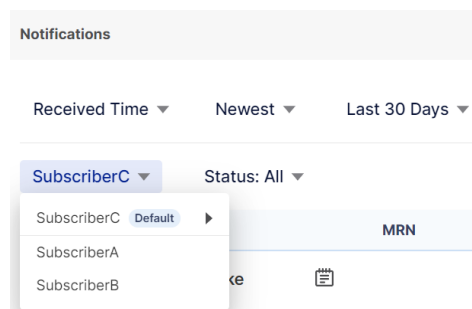 Notifications
Received Time Newest Last 30 Days
SubscriberC Status: All
SubscriberC Default
MRN
SubscriberA
SubscriberB
ke